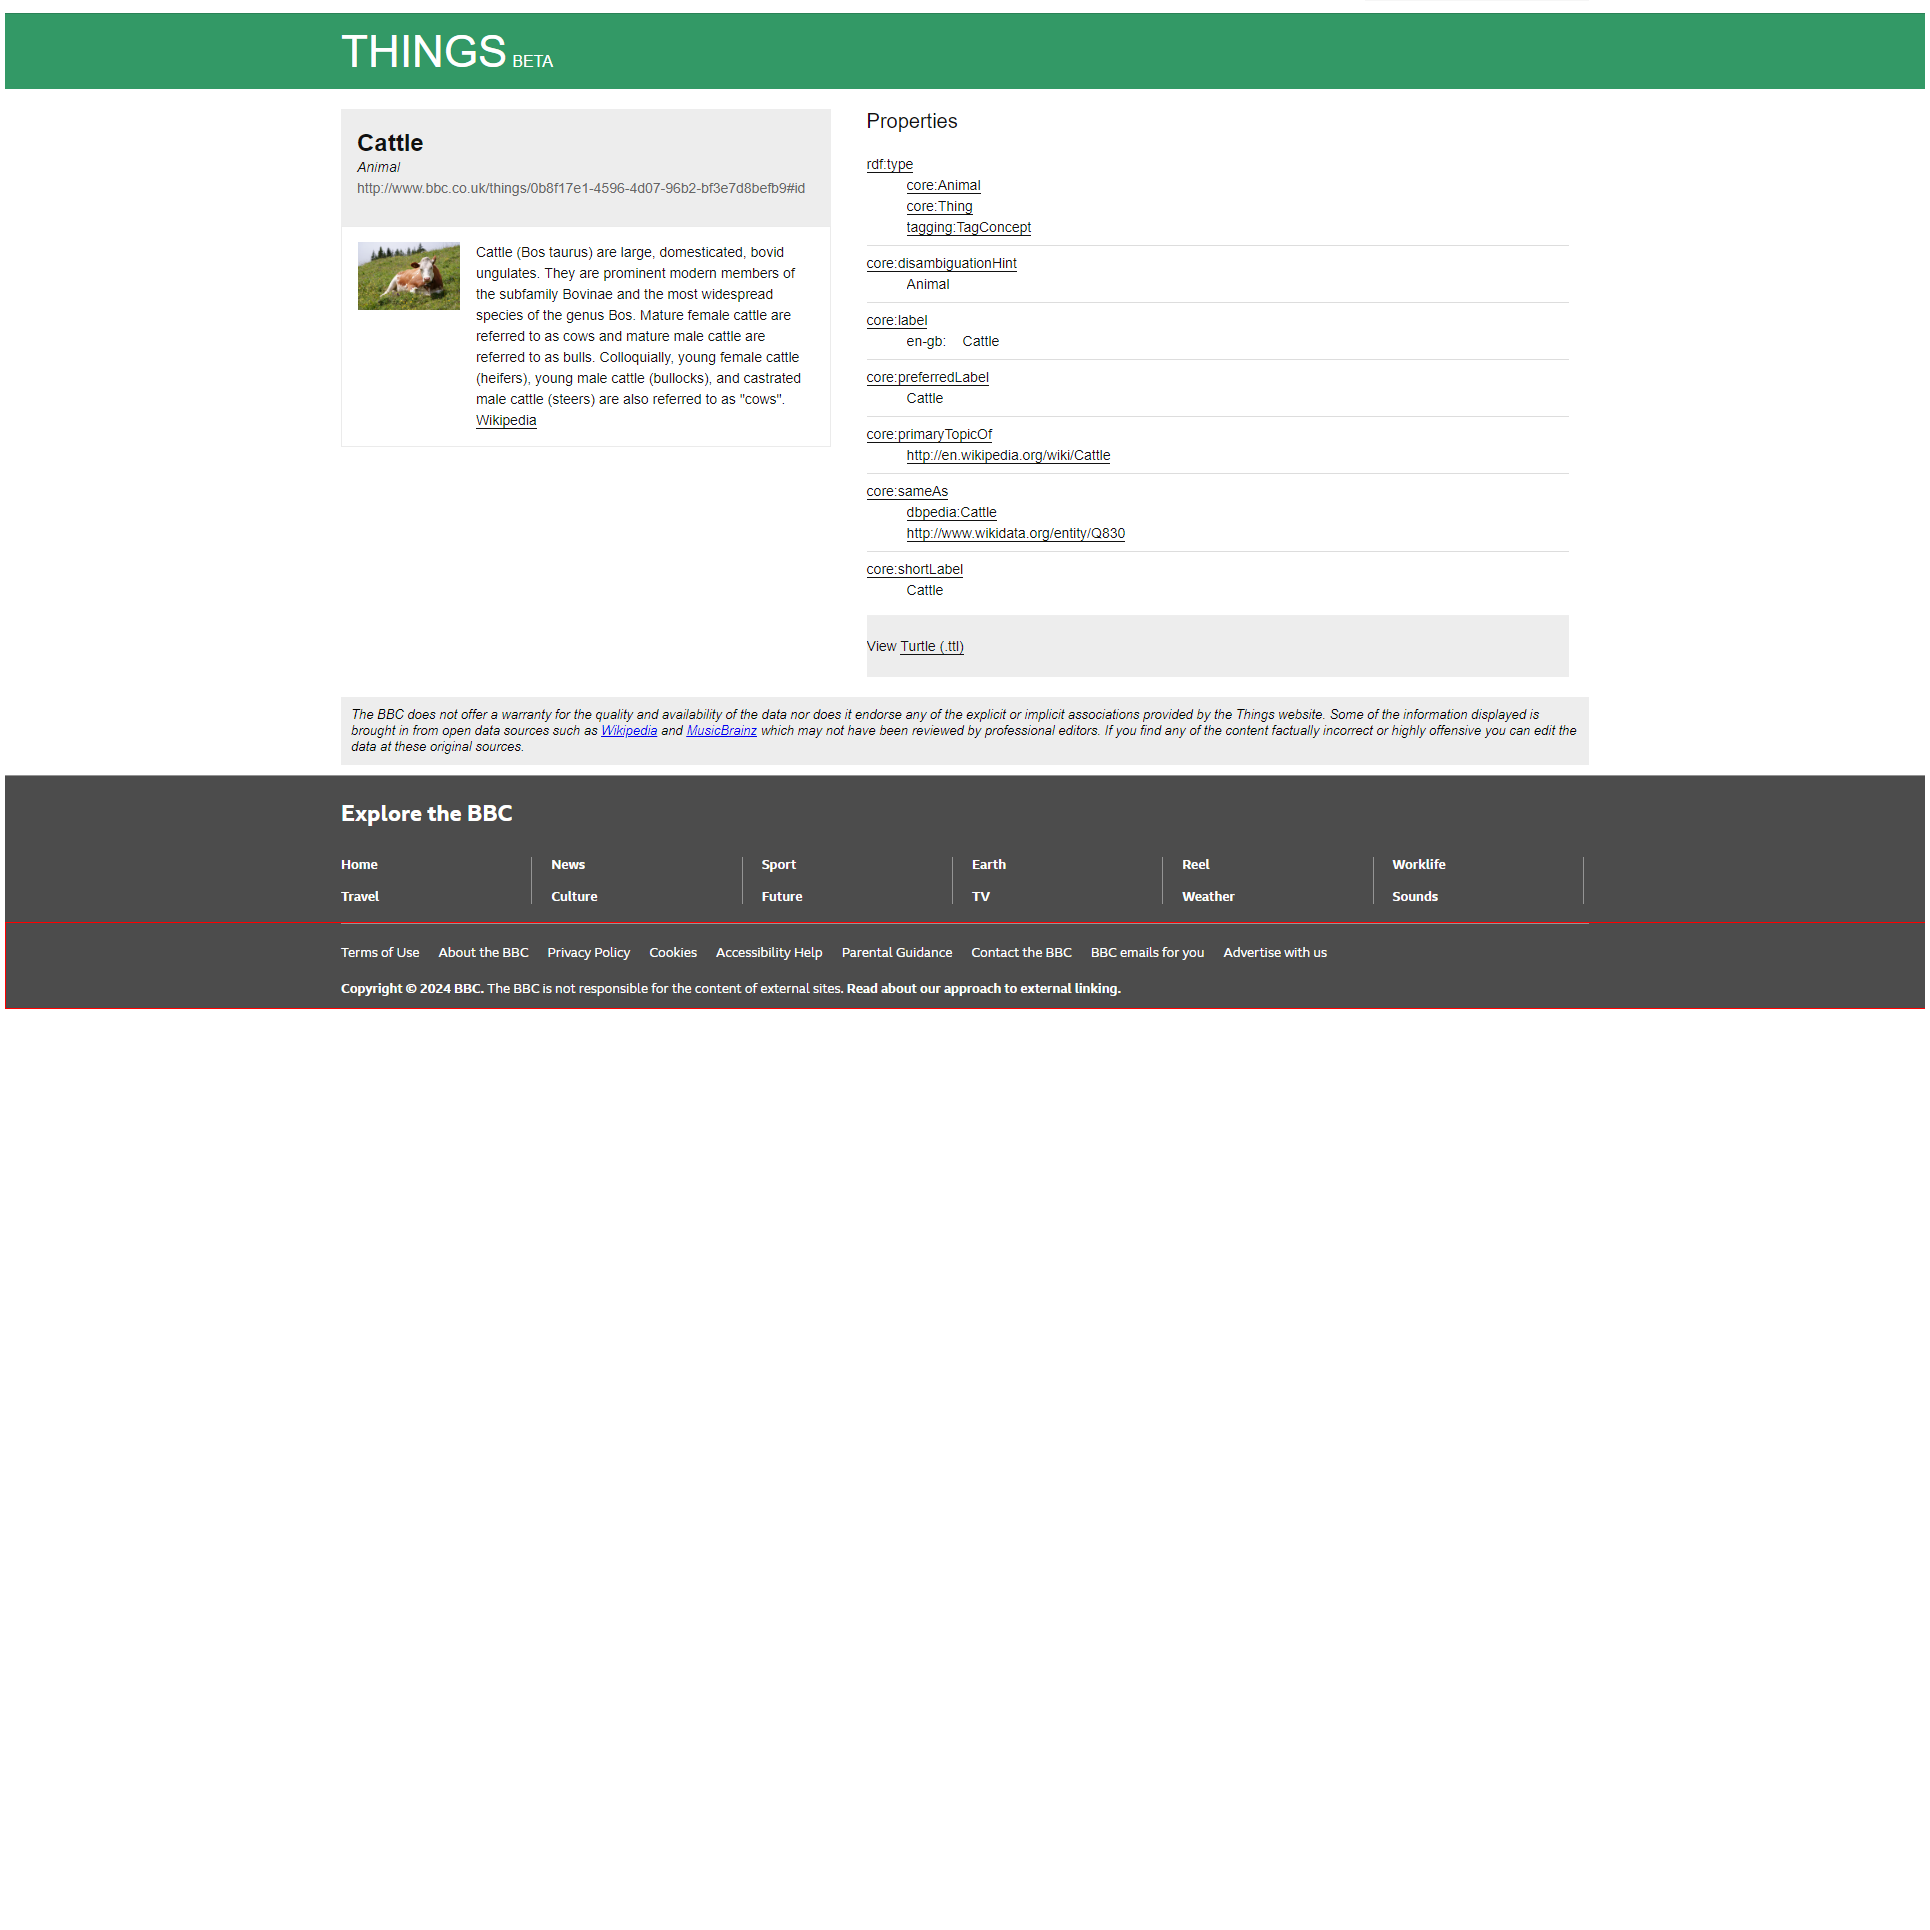 THINGS BETA
Cattle
Animal
http://www.bbc.co.uk/things/0b8f17e1-4596-4d07-96b2-bf3e7d8befb9#id
Cattle (Bos taurus) are large, domesticated, bovid
ungulates. They are prominent modern members of
the subfamily Bovinae and the most widespread
species of the genus Bos. Mature female cattle are
referred to as cows and mature male cattle are
referred to as bulls. Colloquially, young female cattle
(heifers), young male cattle (bullocks), and castrated
male cattle (steers) are also referred to as "cows".
Wikipedia
Properties
rdf:type
core:Animal
core:Thing
tagging:TagConcept
core:disambiguationHint
Animal
core:label
en-gb: Cattle
core:preferredLabel
Cattle
core:primaryTopicOf
http://en.wikipedia.org/wiki/Cattle
core:sameAs
dbpedia:Cattle
http://www.wikidata.org/entity/Q830
core:shortLabel
Cattle
View Turtle (.ttl)
The BBC does not offer a warranty for the quality and availability of the data nor does it endorse any of the explicit or implicit associations provided by the Things website. Some of the information displayed is
brought in from open data sources such as Wikipedia and MusicBrainz which may not have been reviewed by professional editors. If you find any of the content factually incorrect or highly offensive you can edit the
data at these original sources.
Explore the BBC
Home News Sport Earth Reel Worklife
Travel Culture Future TV Weather Sounds
Terms of Use About the BBC Privacy Policy Cookies Accessibility Help Parental Guidance Contact the BBC BBC emails for you Advertise with us
Copyright © 2024 BBC. The BBC is not responsible for the content of external sites. Read about our approach to external linking.